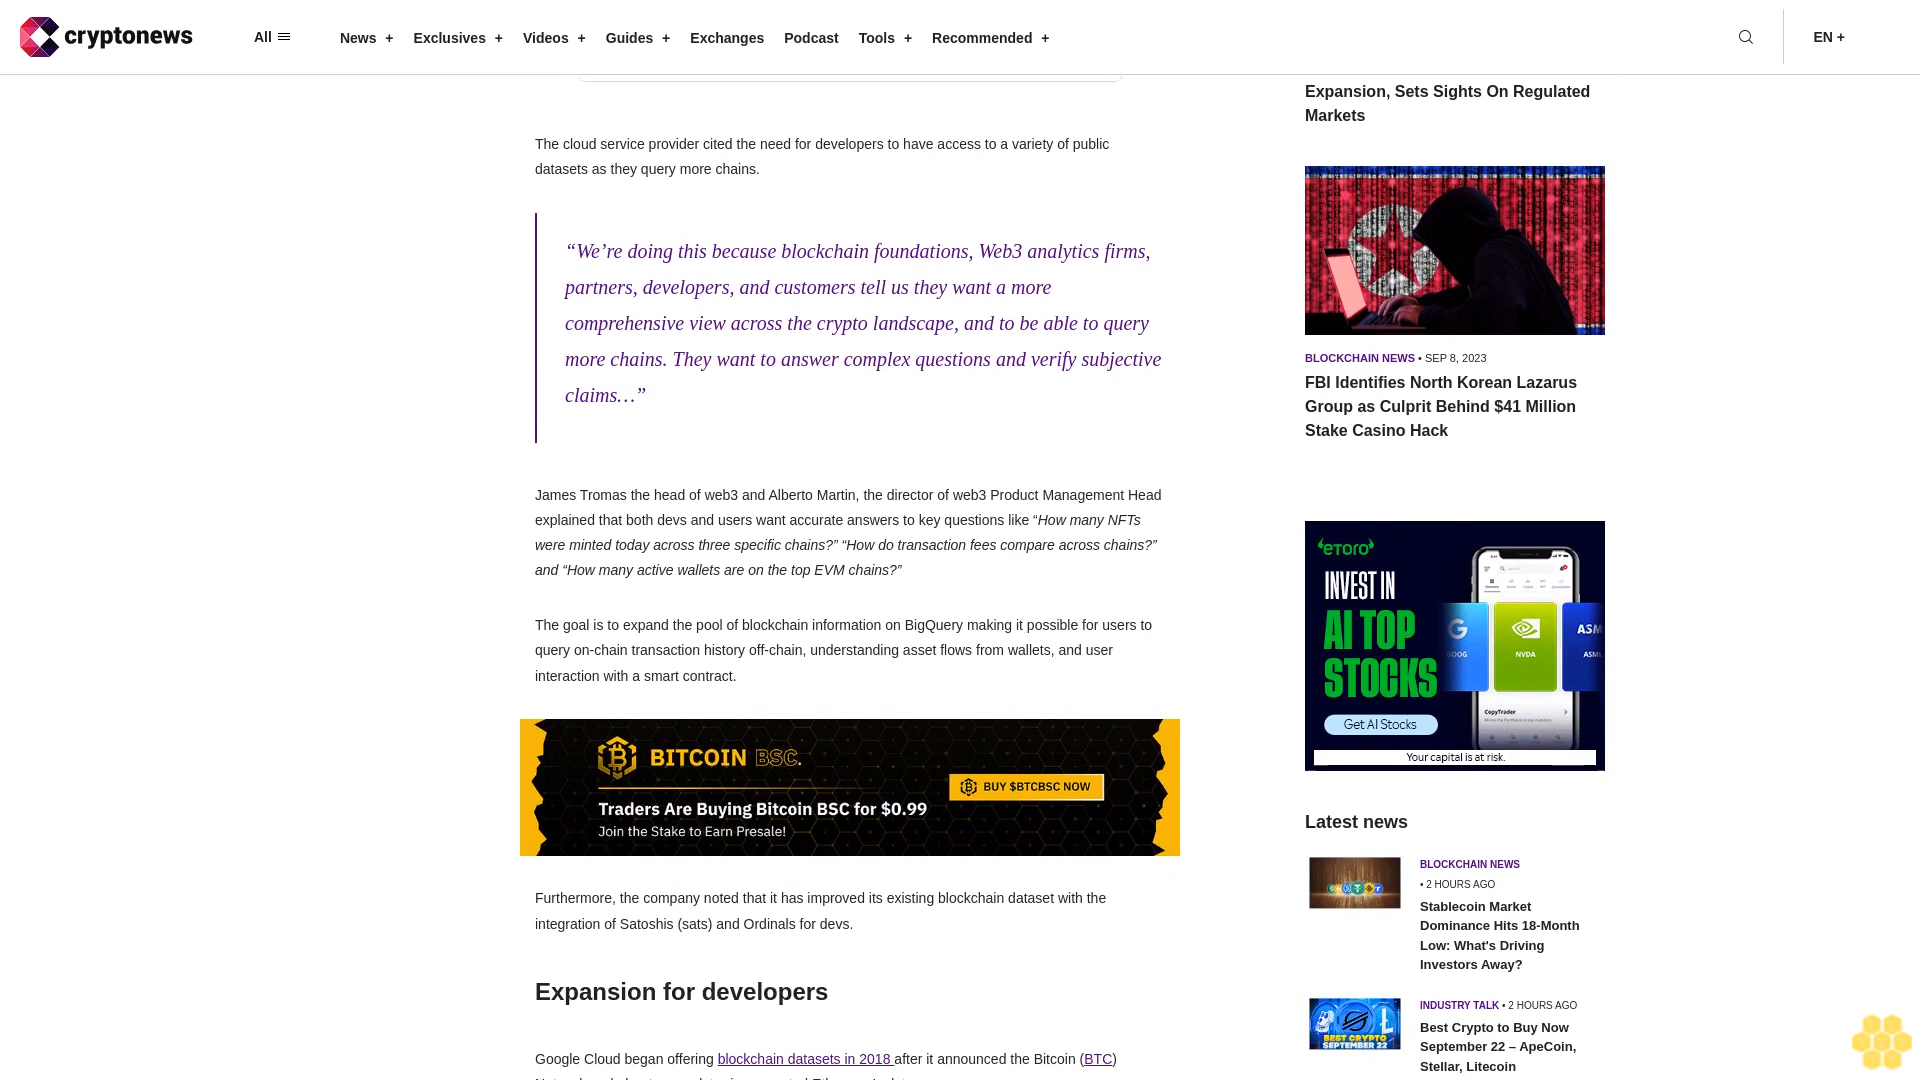 cryptonews
All
News +
Exclusives +
Videos +
Guides +
Exchanges
Podcast
Tools +
Recommended +
EN +
The cloud service provider cited the need for developers to have access to a variety of public
datasets as they query more chains.
“We’re doing this because blockchain foundations, Web3 analytics firms,
partners, developers, and customers tell us they want a more
comprehensive view across the crypto landscape, and to be able to query
more chains. They want to answer complex questions and verify subjective
claims…”
James Tromas the head of web3 and Alberto Martin, the director of web3 Product Management Head
explained that both devs and users want accurate answers to key questions like “How many NFTs
were minted today across three specific chains?” “How do transaction fees compare across chains?”
and “How many active wallets are on the top EVM chains?”
The goal is to expand the pool of blockchain information on BigQuery making it possible for users to
query on-chain transaction history off-chain, understanding asset flows from wallets, and user
interaction with a smart contract.
BITCOIN BSC.
Traders Are Buying Bitcoin BSC for $0.99
Join the Stake to Earn Presale!
BUY $BTCBSC NOW
Furthermore, the company noted that it has improved its existing blockchain dataset with the
integration of Satoshis (sats) and Ordinals for devs.
Expansion for developers
Google Cloud began offering blockchain datasets in 2018 after it announced the Bitcoin (BTC)
Expansion, Sets Sights On Regulated
Markets
BLOCKCHAIN NEWS • SEP 8, 2023
FBI Identifies North Korean Lazarus
Group as Culprit Behind $41 Million
Stake Casino Hack
eToro
INVEST IN
AI TOP
STOCKS
Get AI Stocks
GOOG
NVDA
ASM
ASML
CopyTrader
Your capital is at risk.
Latest news
BLOCKCHAIN NEWS
• 2 HOURS AGO
Stablecoin Market
Dominance Hits 18-Month
Low: What's Driving
Investors Away?
BEST CRYPTO
SEPTEMBER 22
INDUSTRY TALK • 2 HOURS AGO
Best Crypto to Buy Now
September 22 – ApeCoin,
Stellar, Litecoin